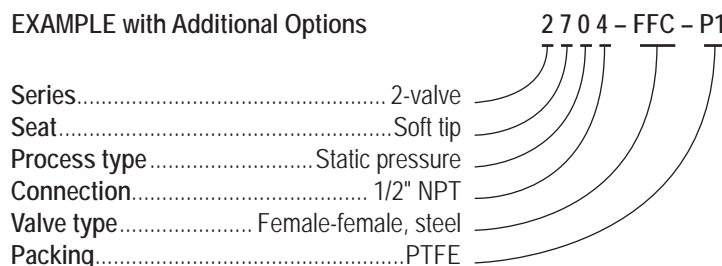 EXAMPLE with Additional Options 2 7 0 4 – FFC – P1
Series................................................... 2-valve
Seat.......................................................Soft tip
Process type...........................Static pressure
Connection....................................... 1/2" NPT
Valve type...................... Female-female, steel
Packing...................................................PTFE